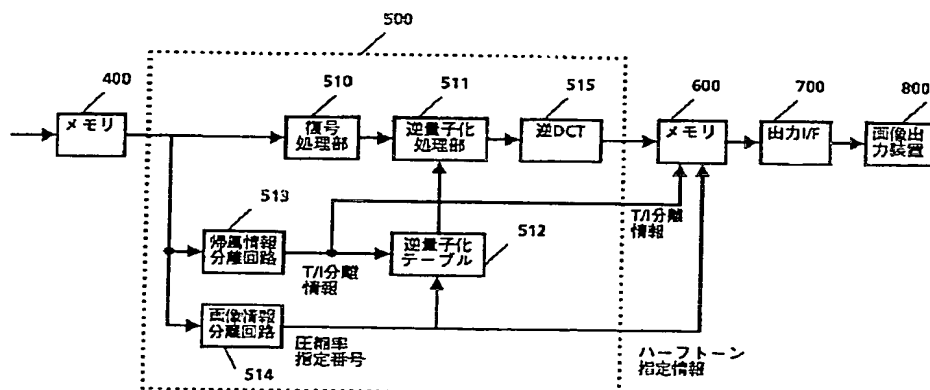 500
400
510
511
515
600
700
800
メモリ
復号
処理部
逆量子化
処理部
逆DCT
メモリ
出力I/F
画像出
力装置
513
帰属情報
分離回路
T/I分離
情報
逆量子化
テーブル
512
T/I分離
情報
画像情報
分離回路
514
圧縮率
指定番号
ハーフトーン
指定情報